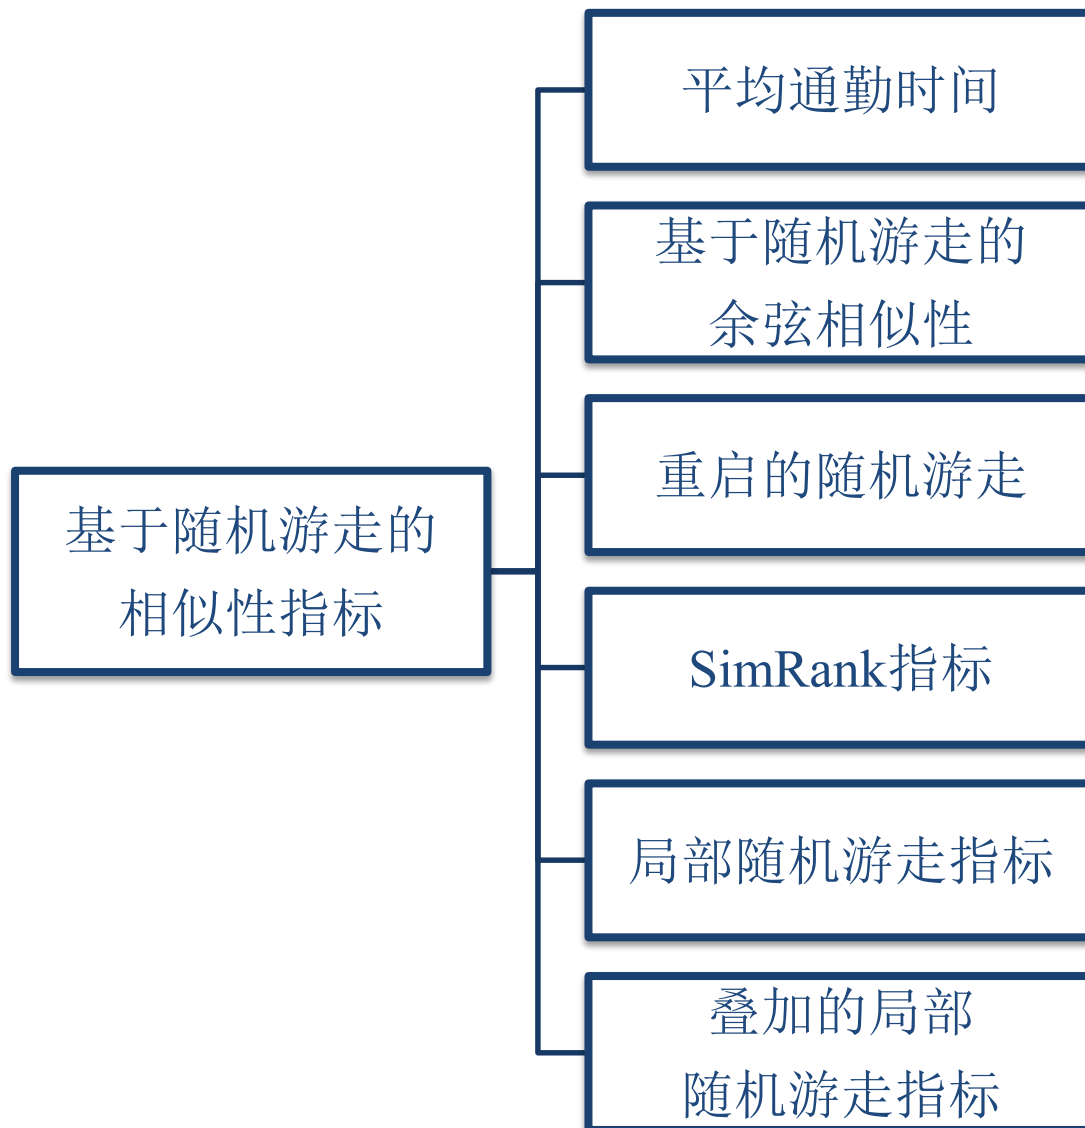 平均通勤时间
基于随机游走的
余弦相似性
重启的随机游走
基于随机游走的
相似性指标
SimRank指标
局部随机游走指标
叠加的局部
随机游走指标